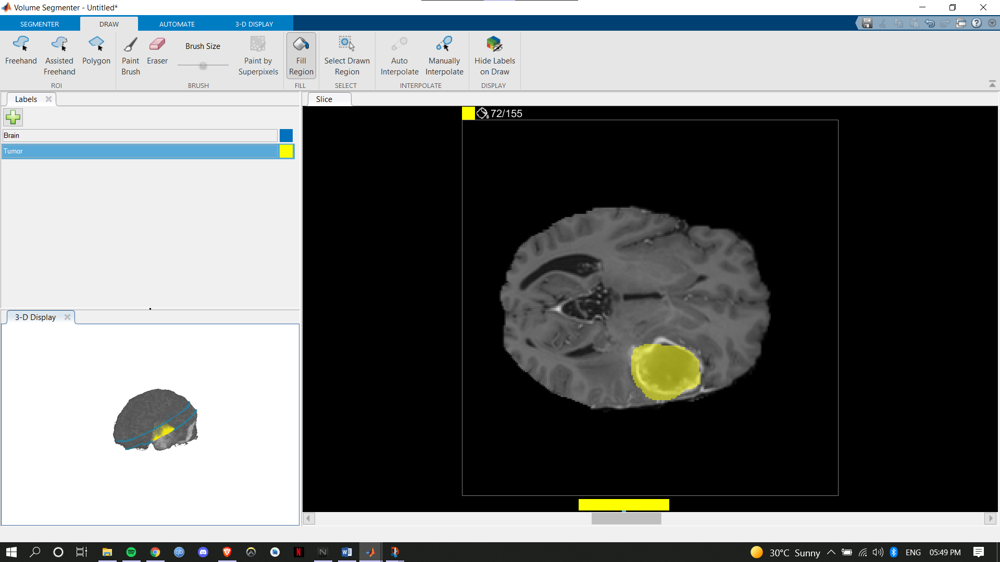 Volume Segmenter - Untitled*
SEGMENTER
DRAW
AUTOMATE
3-D DISPLAY
Freehand
Assisted
Freehand
Polygon
ROI
Paint
Brush
Eraser
Brush Size
Paint by
Superpixels
BRUSH
Fill
Region
FILL
Select Drawn
Region
SELECT
Auto
Interpolate
Manually
Interpolate
INTERPOLATE
Hide Labels
on Draw
DISPLAY
Labels
Brain
Tumor
3-D Display
Slice
72/155
qb
N
N
W
30°C Sunny
ENG
05:49 PM